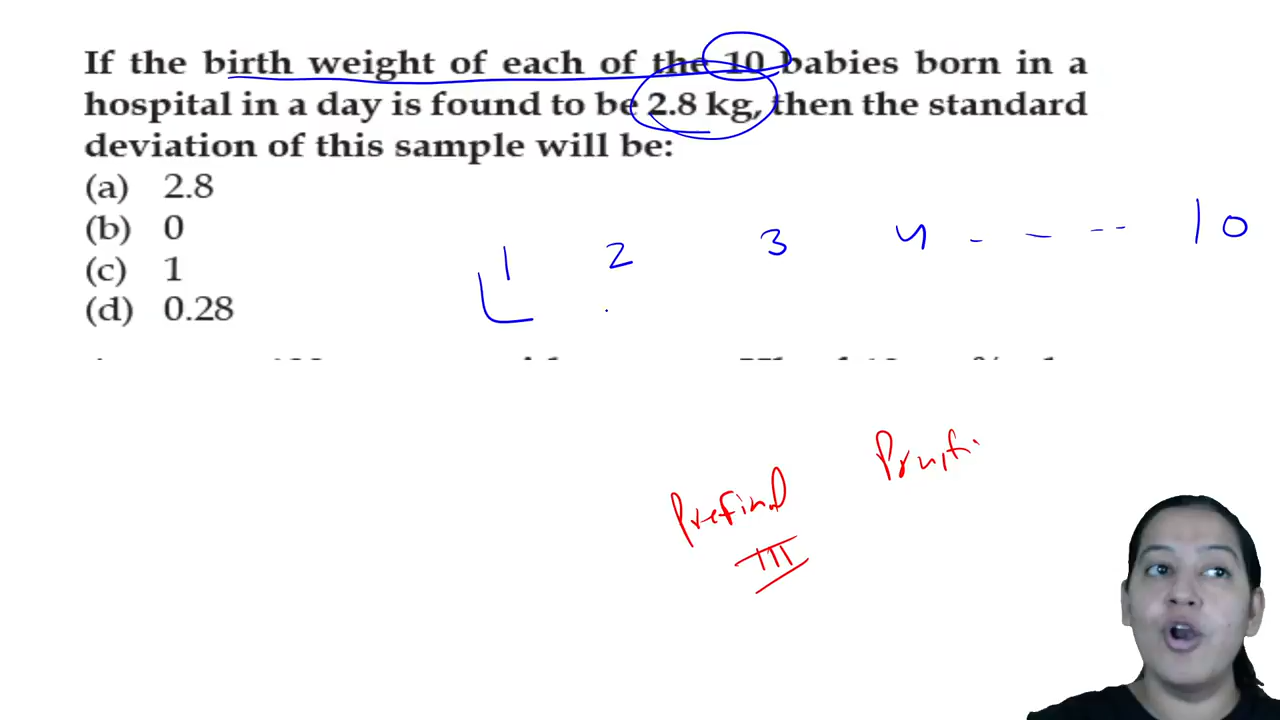 If the birth weight of each of the 10 babies born in a
hospital in a day is found to be 2.8 kg, then the standard
deviation of this sample will be:
(a) 2.8
(b) 0
(c) 1
(d) 0.28
1 2 3 4 - - - - 10
Prefinal
III